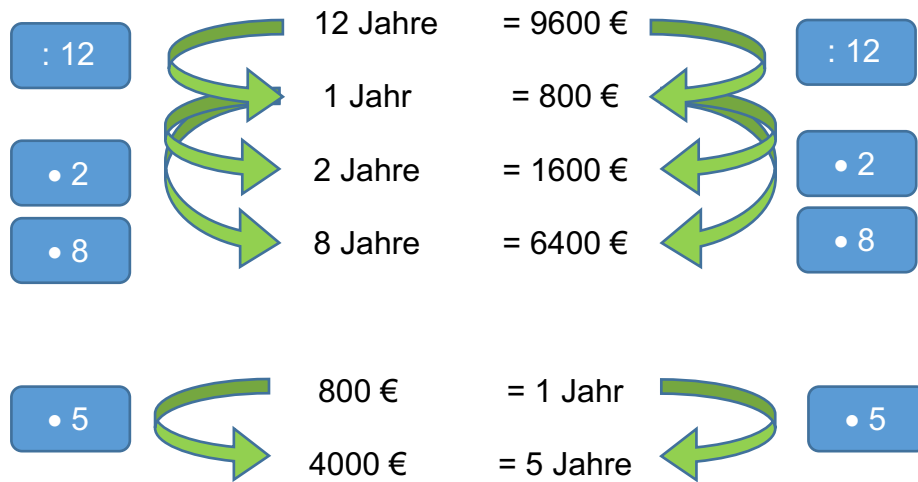 : 12 12 Jahre = 9600 € : 12
1 Jahr = 800 €
• 2 2 Jahre = 1600 € • 2
• 8 8 Jahre = 6400 € • 8
800 € = 1 Jahr
• 5 • 5
4000 € = 5 Jahre